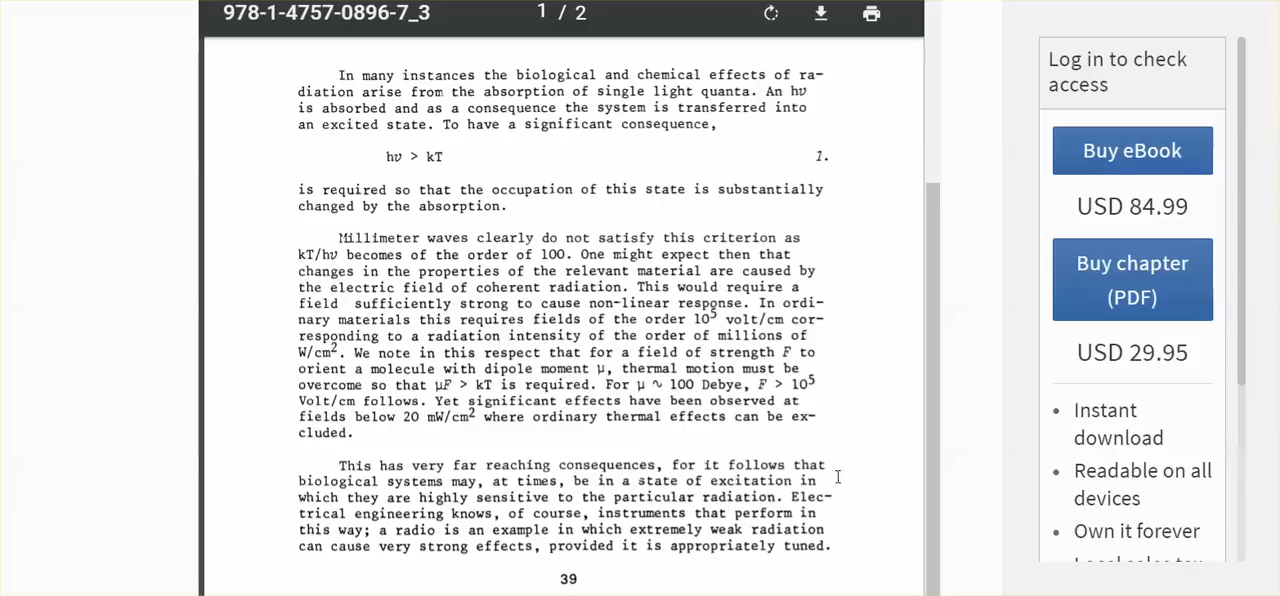 978-1-4757-0896-7_3
1 / 2
In many instances the biological and chemical effects of ra-
diation arise from the absorption of single light quanta. An hν
is absorbed and as a consequence the system is transferred into
an excited state. To have a significant consequence,
hν > kT 1.
is required so that the occupation of this state is substantially
changed by the absorption.
Millimeter waves clearly do not satisfy this criterion as
kT/hν becomes of the order of 100. One might expect then that
changes in the properties of the relevant material are caused by
the electric field of coherent radiation. This would require a
field sufficiently strong to cause non-linear response. In ordi-
nary materials this requires fields of the order 10⁵ volt/cm cor-
responding to a radiation intensity of the order of millions of
W/cm². We note in this respect that for a field of strength F to
orient a molecule with dipole moment μ, thermal motion must be
overcome so that μF > kT is required. For μ ~ 100 Debye, F > 10⁵
Volt/cm follows. Yet significant effects have been observed at
fields below 20 mW/cm² where ordinary thermal effects can be ex-
cluded.
This has very far reaching consequences, for it follows that
biological systems may, at times, be in a state of excitation in
which they are highly sensitive to the particular radiation. Elec-
trical engineering knows, of course, instruments that perform in
this way; a radio is an example in which extremely weak radiation
can cause very strong effects, provided it is appropriately tuned.
39
Log in to check
access
Buy eBook
USD 84.99
Buy chapter
(PDF)
USD 29.95
Instant
download
Readable on all
devices
Own it forever